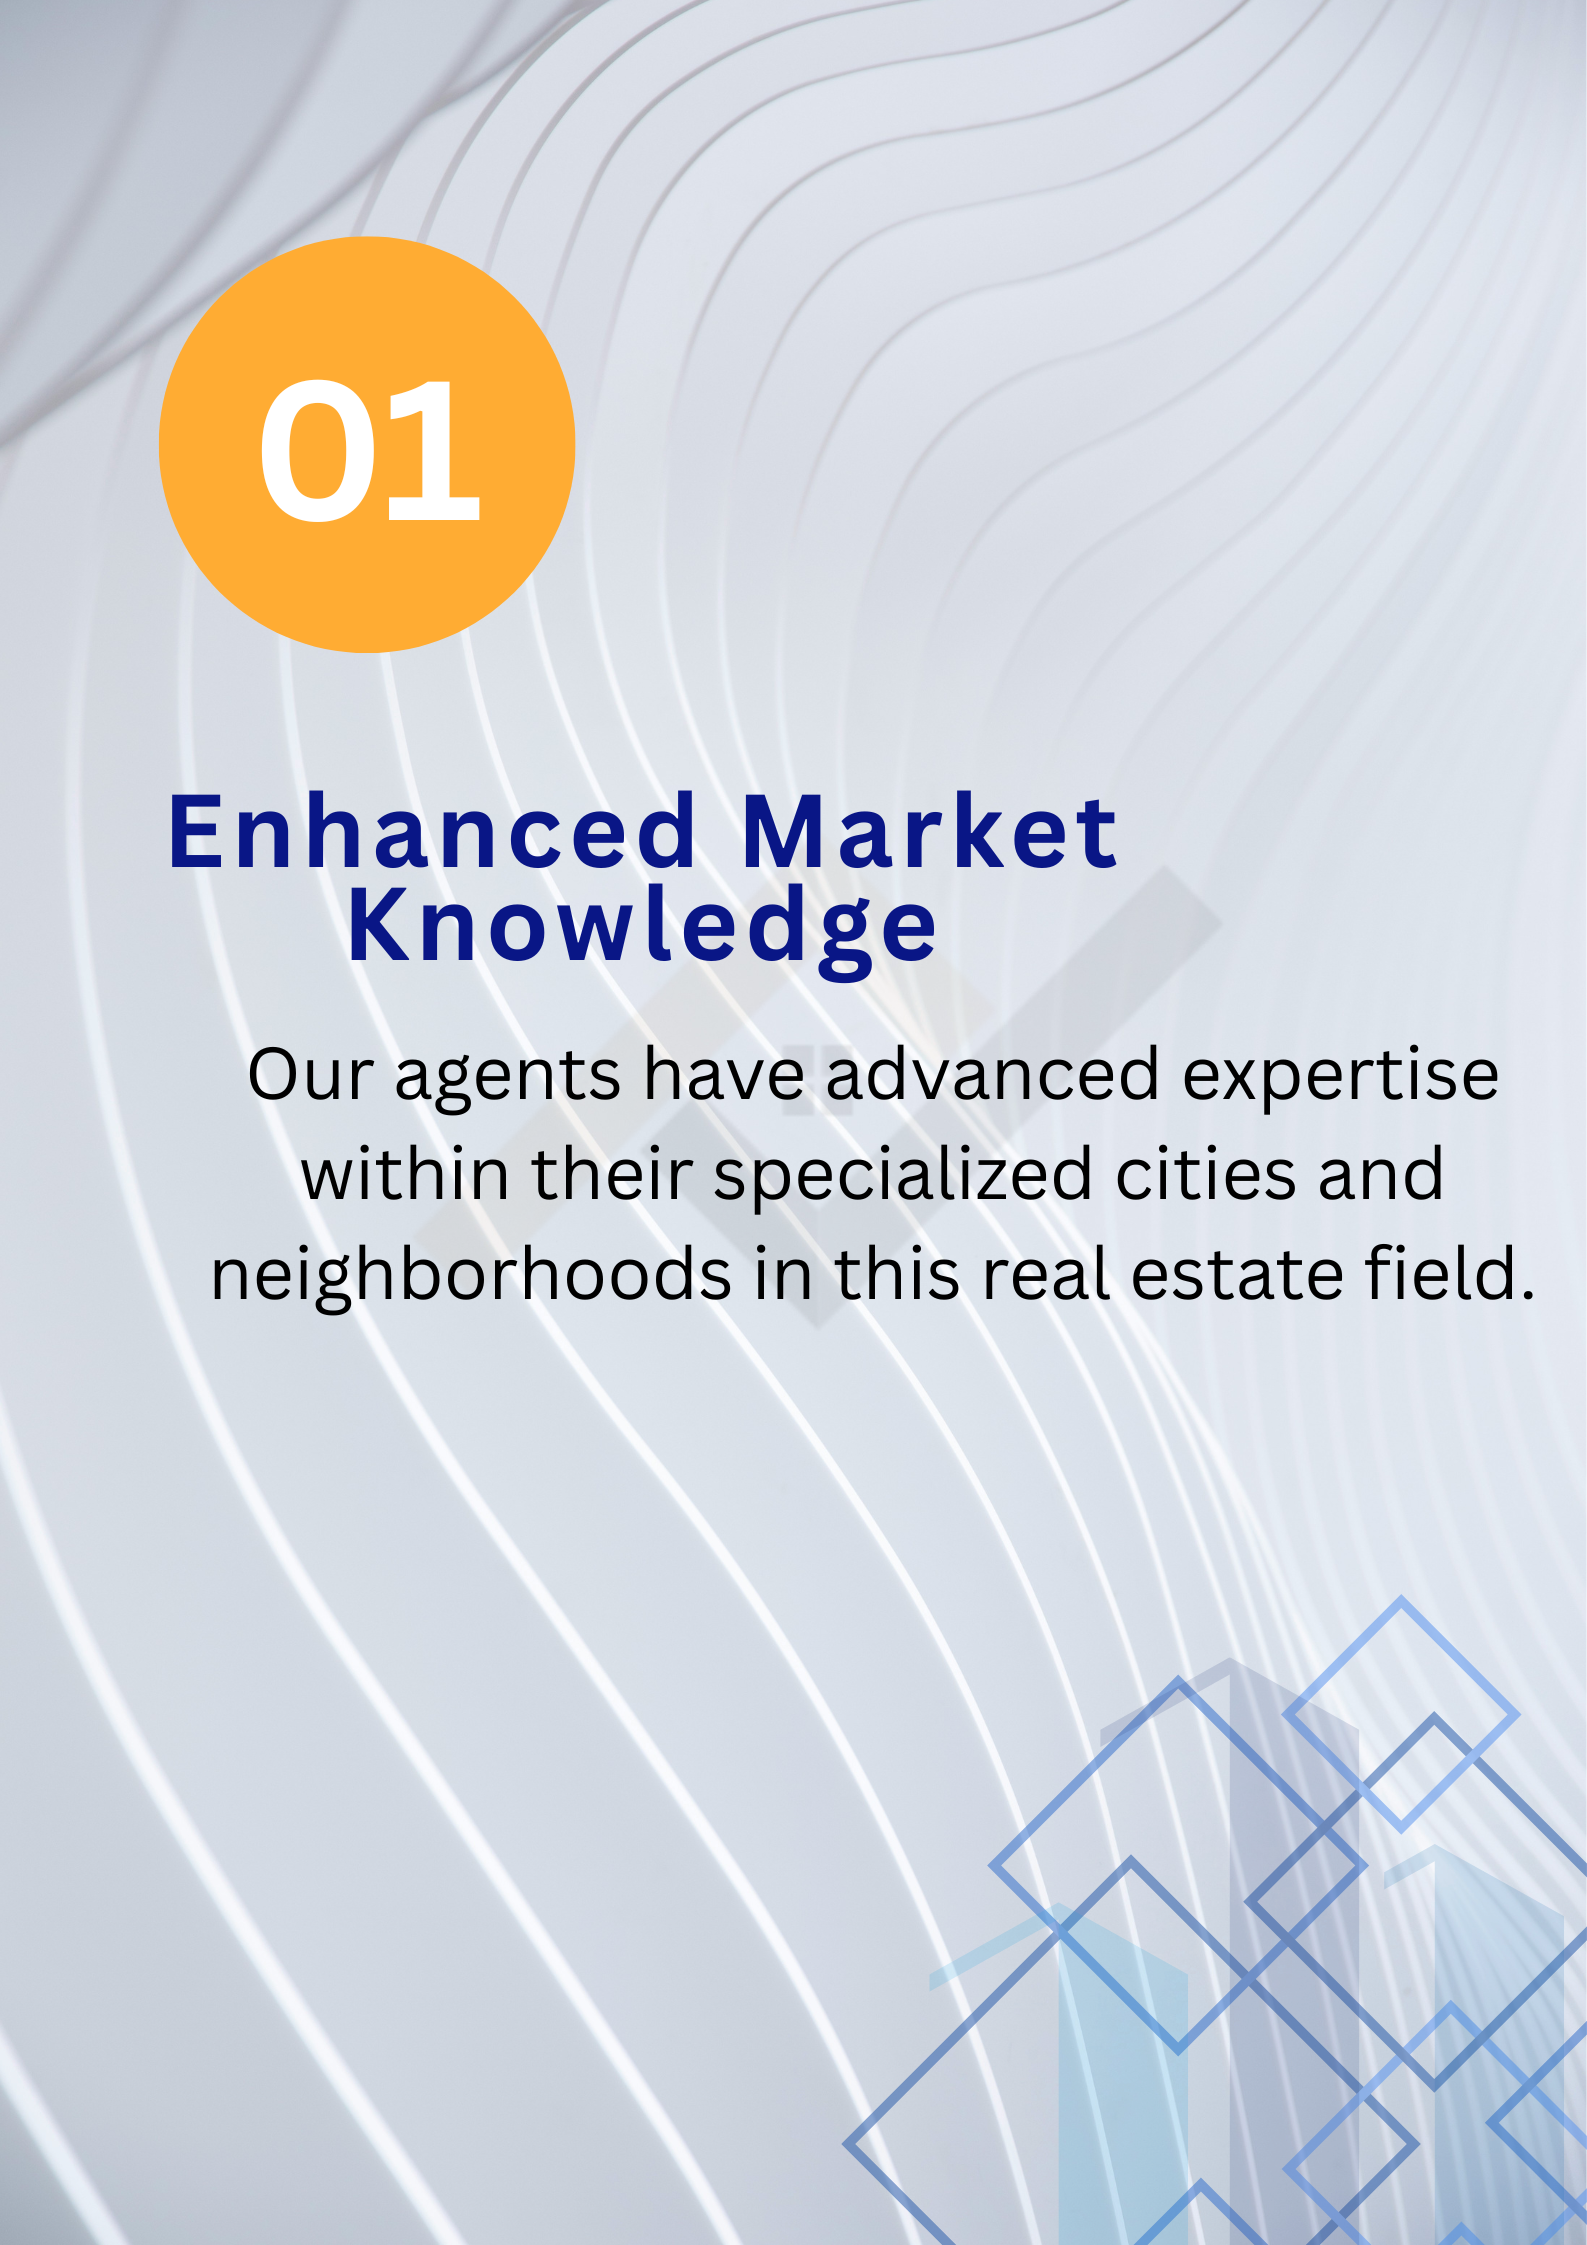 01
Enhanced Market
Knowledge
Our agents have advanced expertise
within their specialized cities and
neighborhoods in this real estate field.